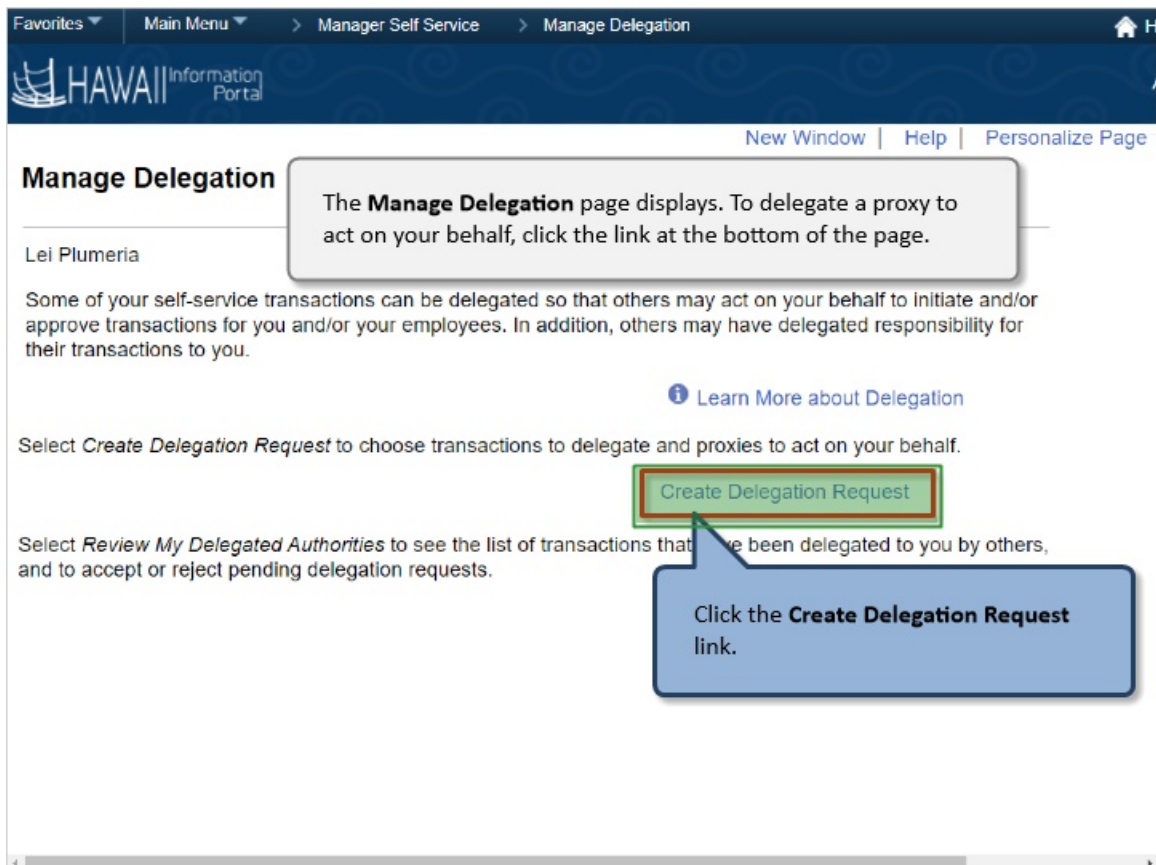 Favorites Main Menu > Manager Self Service > Manage Delegation
HAWAII Information Portal
New Window | Help | Personalize Page
Manage Delegation
The Manage Delegation page displays. To delegate a proxy to
act on your behalf, click the link at the bottom of the page.
Lei Plumeria
Some of your self-service transactions can be delegated so that others may act on your behalf to initiate and/or
approve transactions for you and/or your employees. In addition, others may have delegated responsibility for
their transactions to you.
Learn More about Delegation
Select Create Delegation Request to choose transactions to delegate and proxies to act on your behalf.
Create Delegation Request
Select Review My Delegated Authorities to see the list of transactions that been delegated to you by others,
and to accept or reject pending delegation requests.
Click the Create Delegation Request
link.